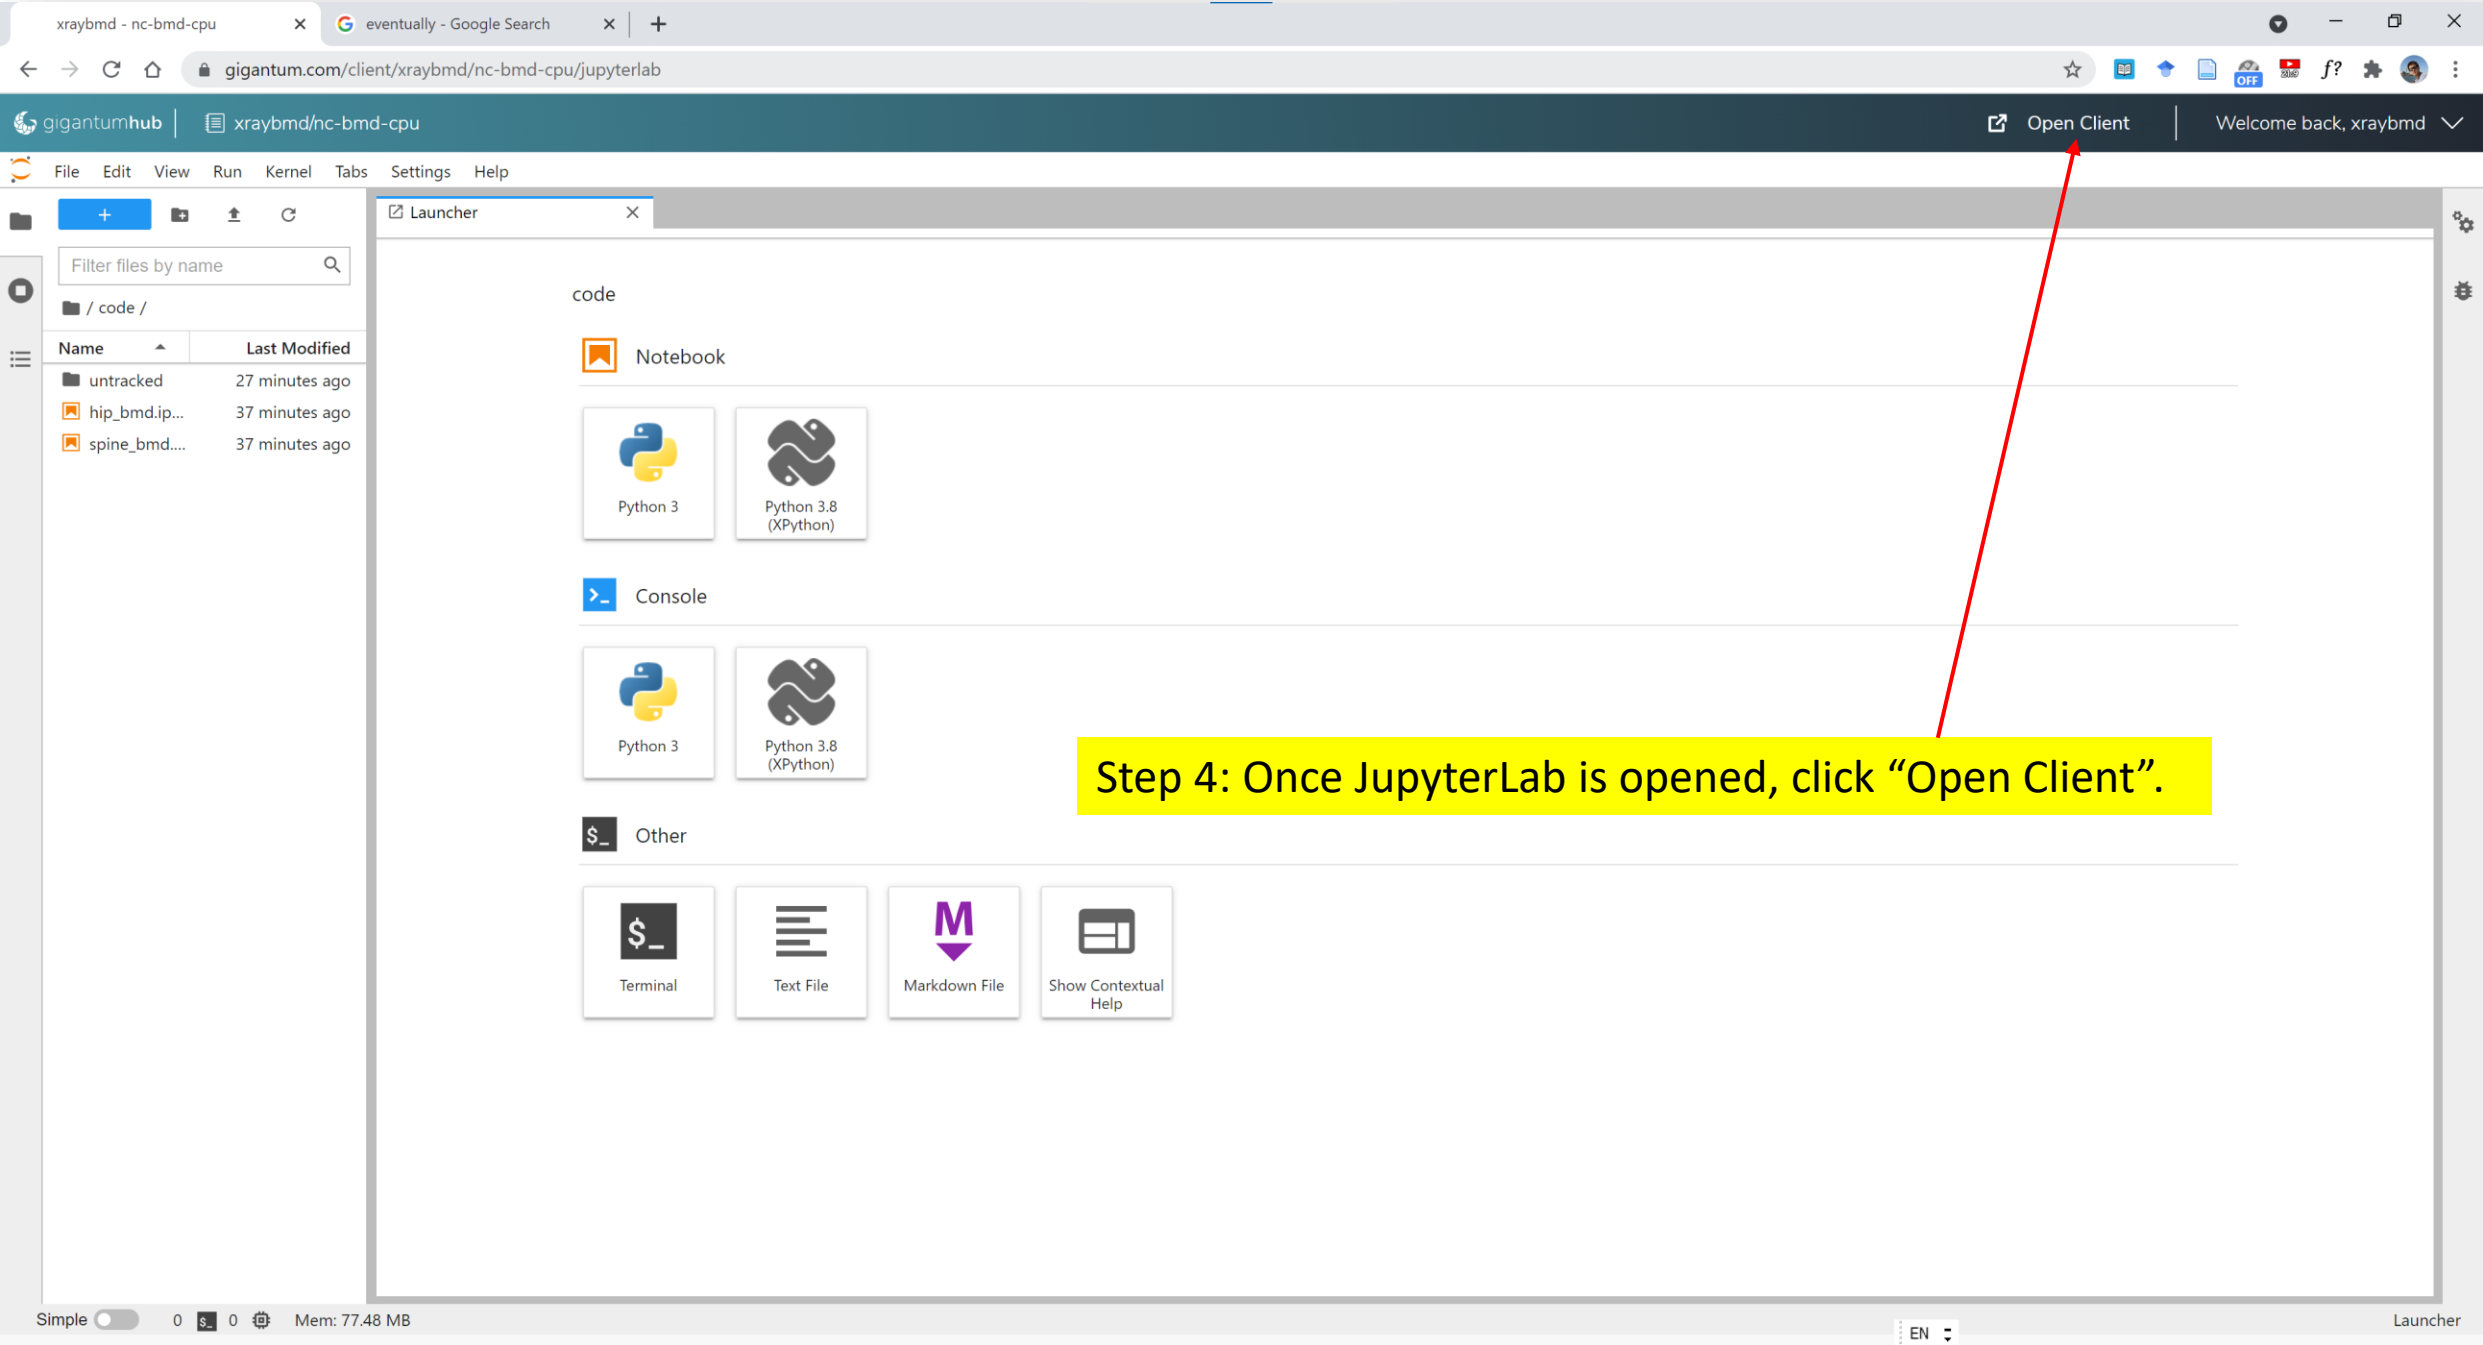 xraybmd - nc-bmd-cpu
eventually - Google Search
gigantum.com/client/xraybmd/nc-bmd-cpu/jupyterlab
OFF
f?
gigantumhub
xraybmd/nc-bmd-cpu
Open Client
Welcome back, xraybmd
File Edit View Run Kernel Tabs Settings Help
Launcher
Filter files by name
/ code /
Name Last Modified
untracked 27 minutes ago
hip_bmd.ip... 37 minutes ago
spine_bmd.... 37 minutes ago
code
Notebook
Python 3
Python 3.8
(XPython)
Console
Python 3
Python 3.8
(XPython)
Step 4: Once JupyterLab is opened, click “Open Client”.
$_ Other
$_
Terminal
Text File
M
Markdown File
Show Contextual
Help
Simple 0 0 Mem: 77.48 MB
Launcher
EN